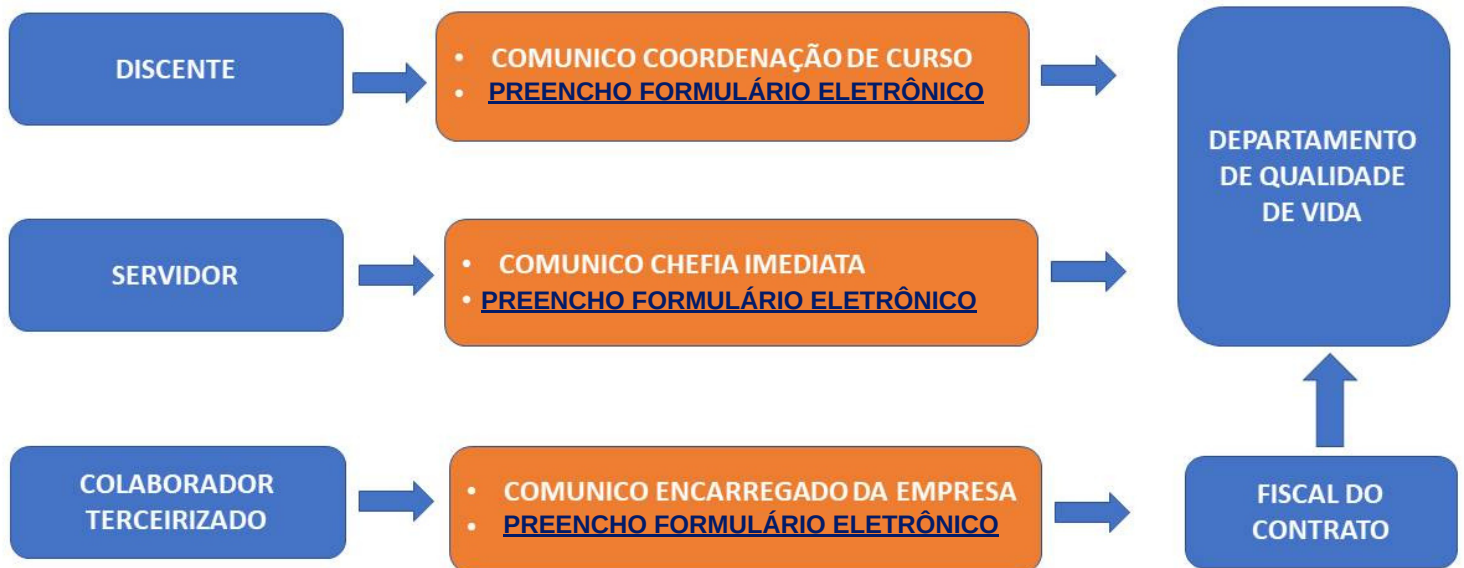 DISCENTE
• COMUNICO COORDENAÇÃO DE CURSO
• PREENCHO FORMULÁRIO ELETRÔNICO
DEPARTAMENTO
DE QUALIDADE
DE VIDA
SERVIDOR
• COMUNICO CHEFIA IMEDIATA
• PREENCHO FORMULÁRIO ELETRÔNICO
COLABORADOR
TERCEIRIZADO
• COMUNICO ENCARREGADO DA EMPRESA
• PREENCHO FORMULÁRIO ELETRÔNICO
FISCAL DO
CONTRATO